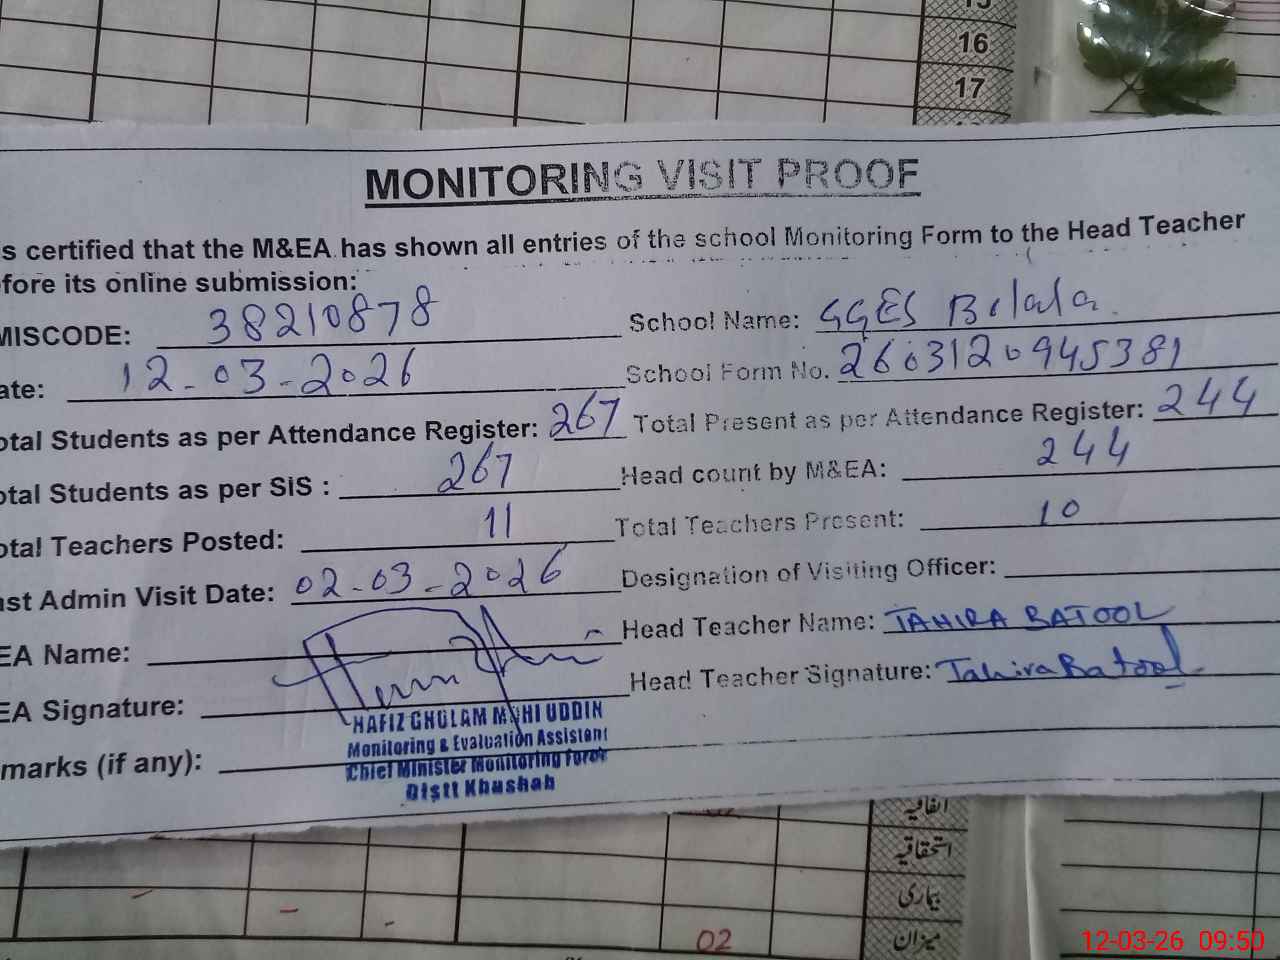 16
17
MONITORING VISIT PROOF
s certified that the M&EA has shown all entries of the school Monitoring Form to the Head Teacher
fore its online submission:
MISCODE: 38210878 School Name: GGES Belala
ate: 12-03-2026 School Form No. 2603120945381
otal Students as per Attendance Register: 267 Total Present as per Attendance Register: 244
otal Students as per SIS : 267 Head count by M&EA: 244
otal Teachers Posted: 11 Total Teachers Present: 10
ast Admin Visit Date: 02-03-2026 Designation of Visiting Officer:
EA Name: Head Teacher Name: TAHIRA BATOOL
EA Signature: Head Teacher Signature: Tahira Batool
HAFIZ GHULAM MOHI UDDIN
Monitoring & Evaluation Assistant
marks (if any): Chief Minister Monitoring Force
Distt Khushab
اتفاقیہ
استحقاقیہ
بیماری
02 میزان
12-03-26 09:50